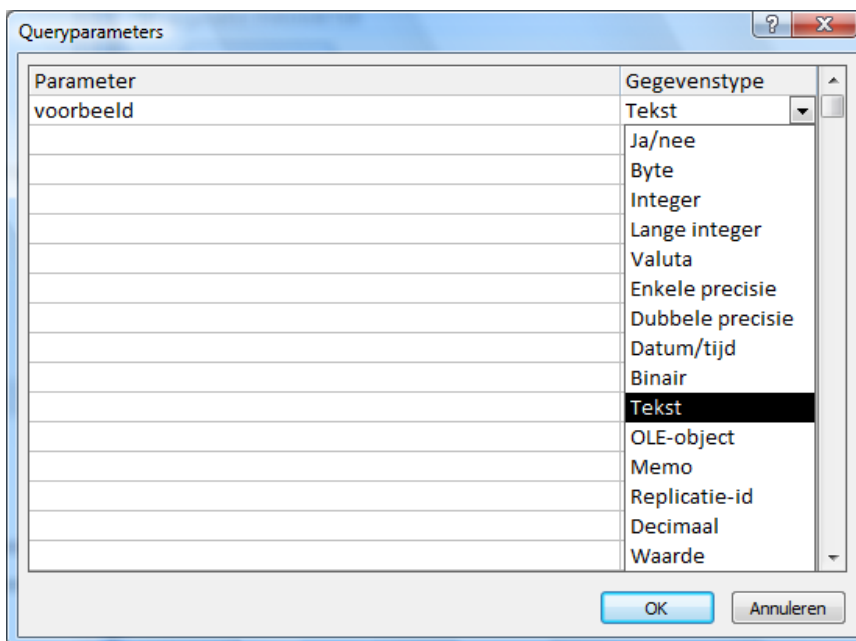 Queryparameters
Parameter Gegevenstype
voorbeeld Tekst
Ja/nee
Byte
Integer
Lange integer
Valuta
Enkele precisie
Dubbele precisie
Datum/tijd
Binair
Tekst
OLE-object
Memo
Replicatie-id
Decimaal
Waarde
OK Annuleren